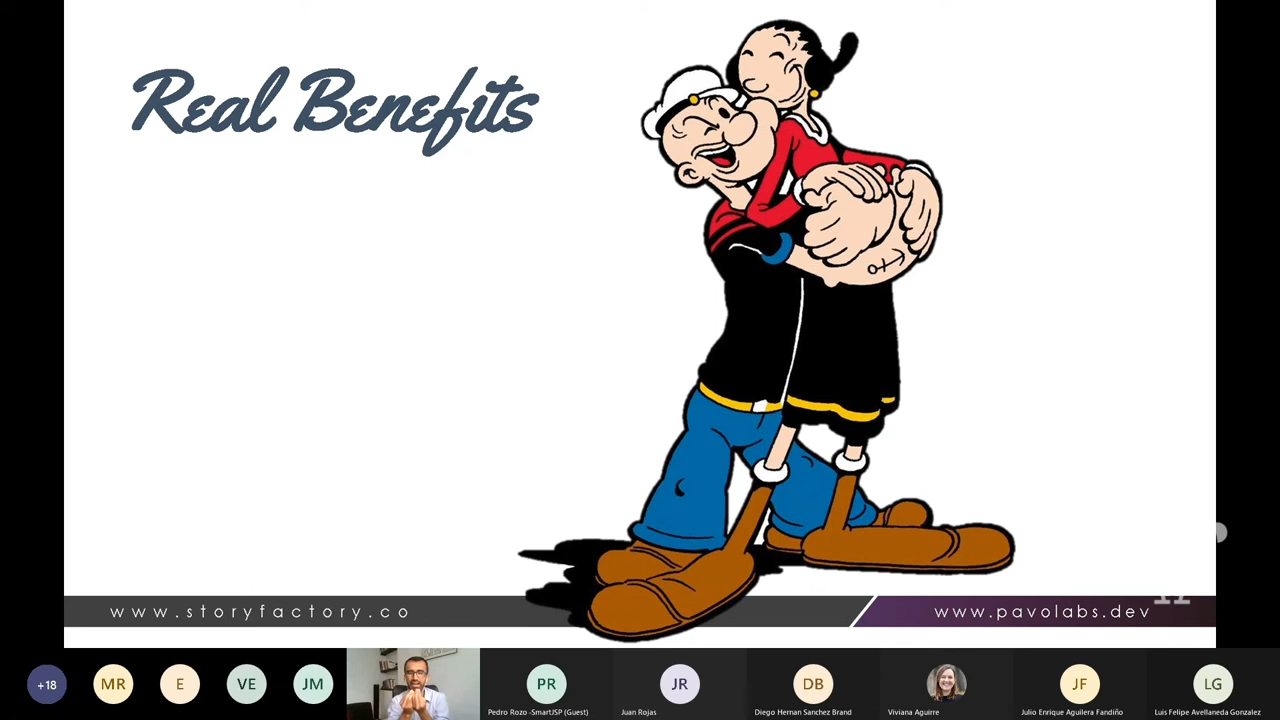 Real Benefits
www.storyfactory.co
www.pavolabs.dev
11
+18
MR
E
VE
JM
PR
JR
DB
JF
LG
Pedro Rozo -SmartJSP (Guest)
Juan Rojas
Diego Hernan Sanchez Brand
Viviana Aguirre
Julio Enrique Aguilera Fandiño
Luis Felipe Avellaneda Gonzalez